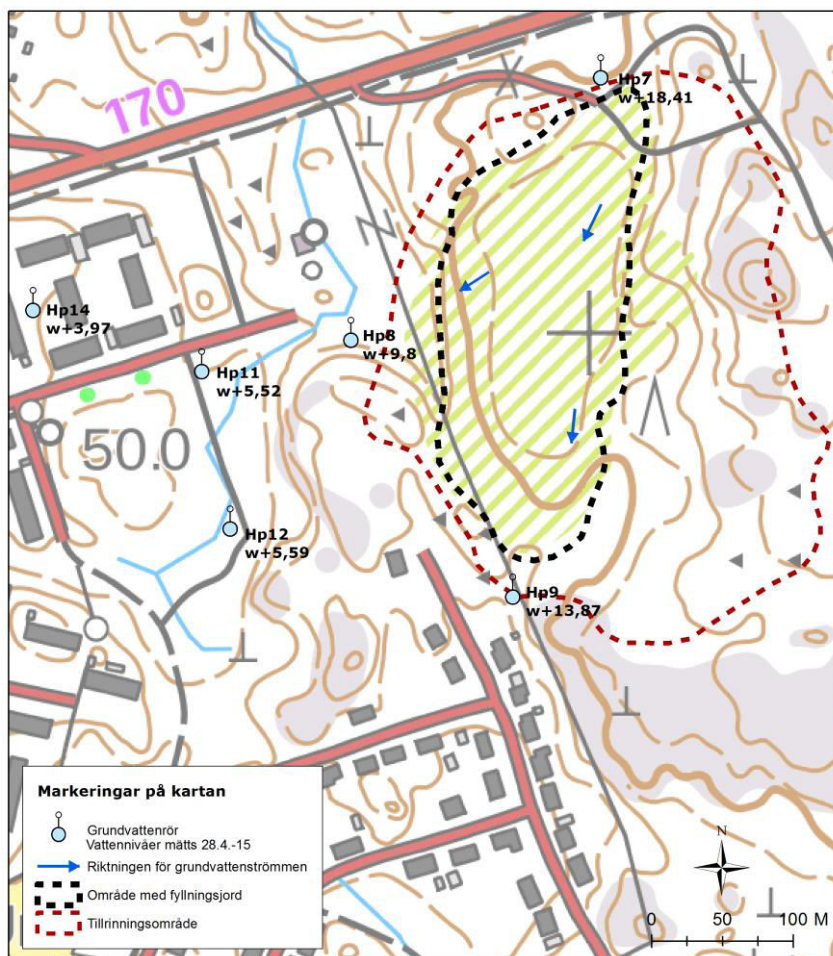 170
Hp7
w+18,41
Hp14
w+3,97
Hp8
w+9,8
Hp11
w+5,52
50.0
Hp12
w+5,59
Hp9
w+13,87
Markeringar på kartan
Grundvattenrör
Vattennivåer mätts 28.4.-15
Riktningen för grundvattenströmmen
Område med fyllningsjord
Tillrinningsområde
N
0 50 100 M